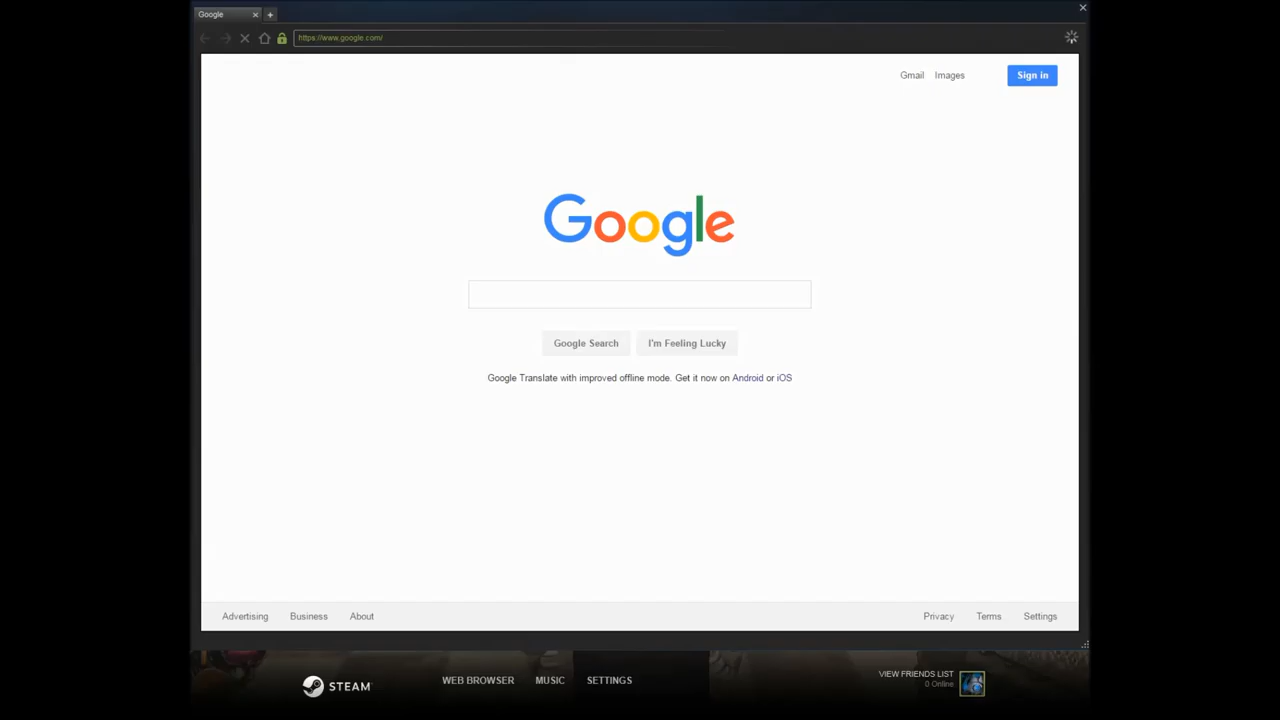 Google
https://www.google.com/
Gmail Images Sign in
Google
Google Search I'm Feeling Lucky
Google Translate with improved offline mode. Get it now on Android or iOS
Advertising Business About Privacy Terms Settings
STEAM WEB BROWSER MUSIC SETTINGS VIEW FRIENDS LIST
0 Online